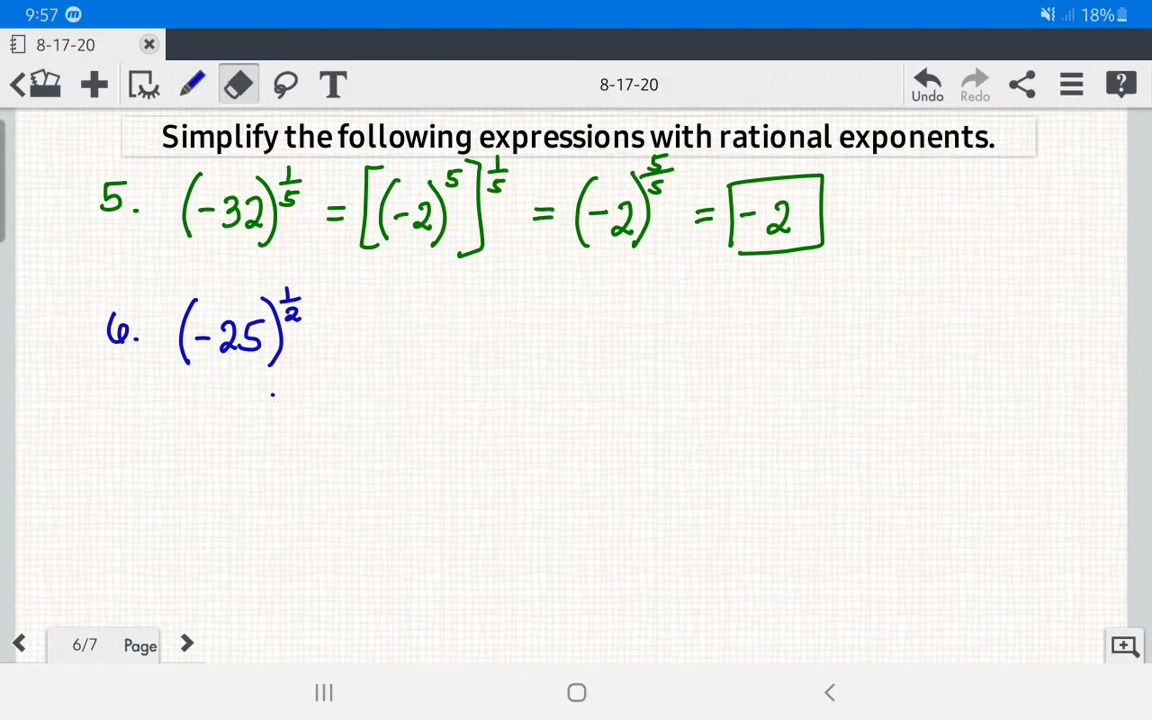 9:57 18%
8-17-20
T 8-17-20 Undo Redo
Simplify the following expressions with rational exponents.
5. (-32)^{1/5} = [(-2)^5]^{1/5} = (-2)^{5/5} = -2
6. (-25)^{1/2}
6/7 Page